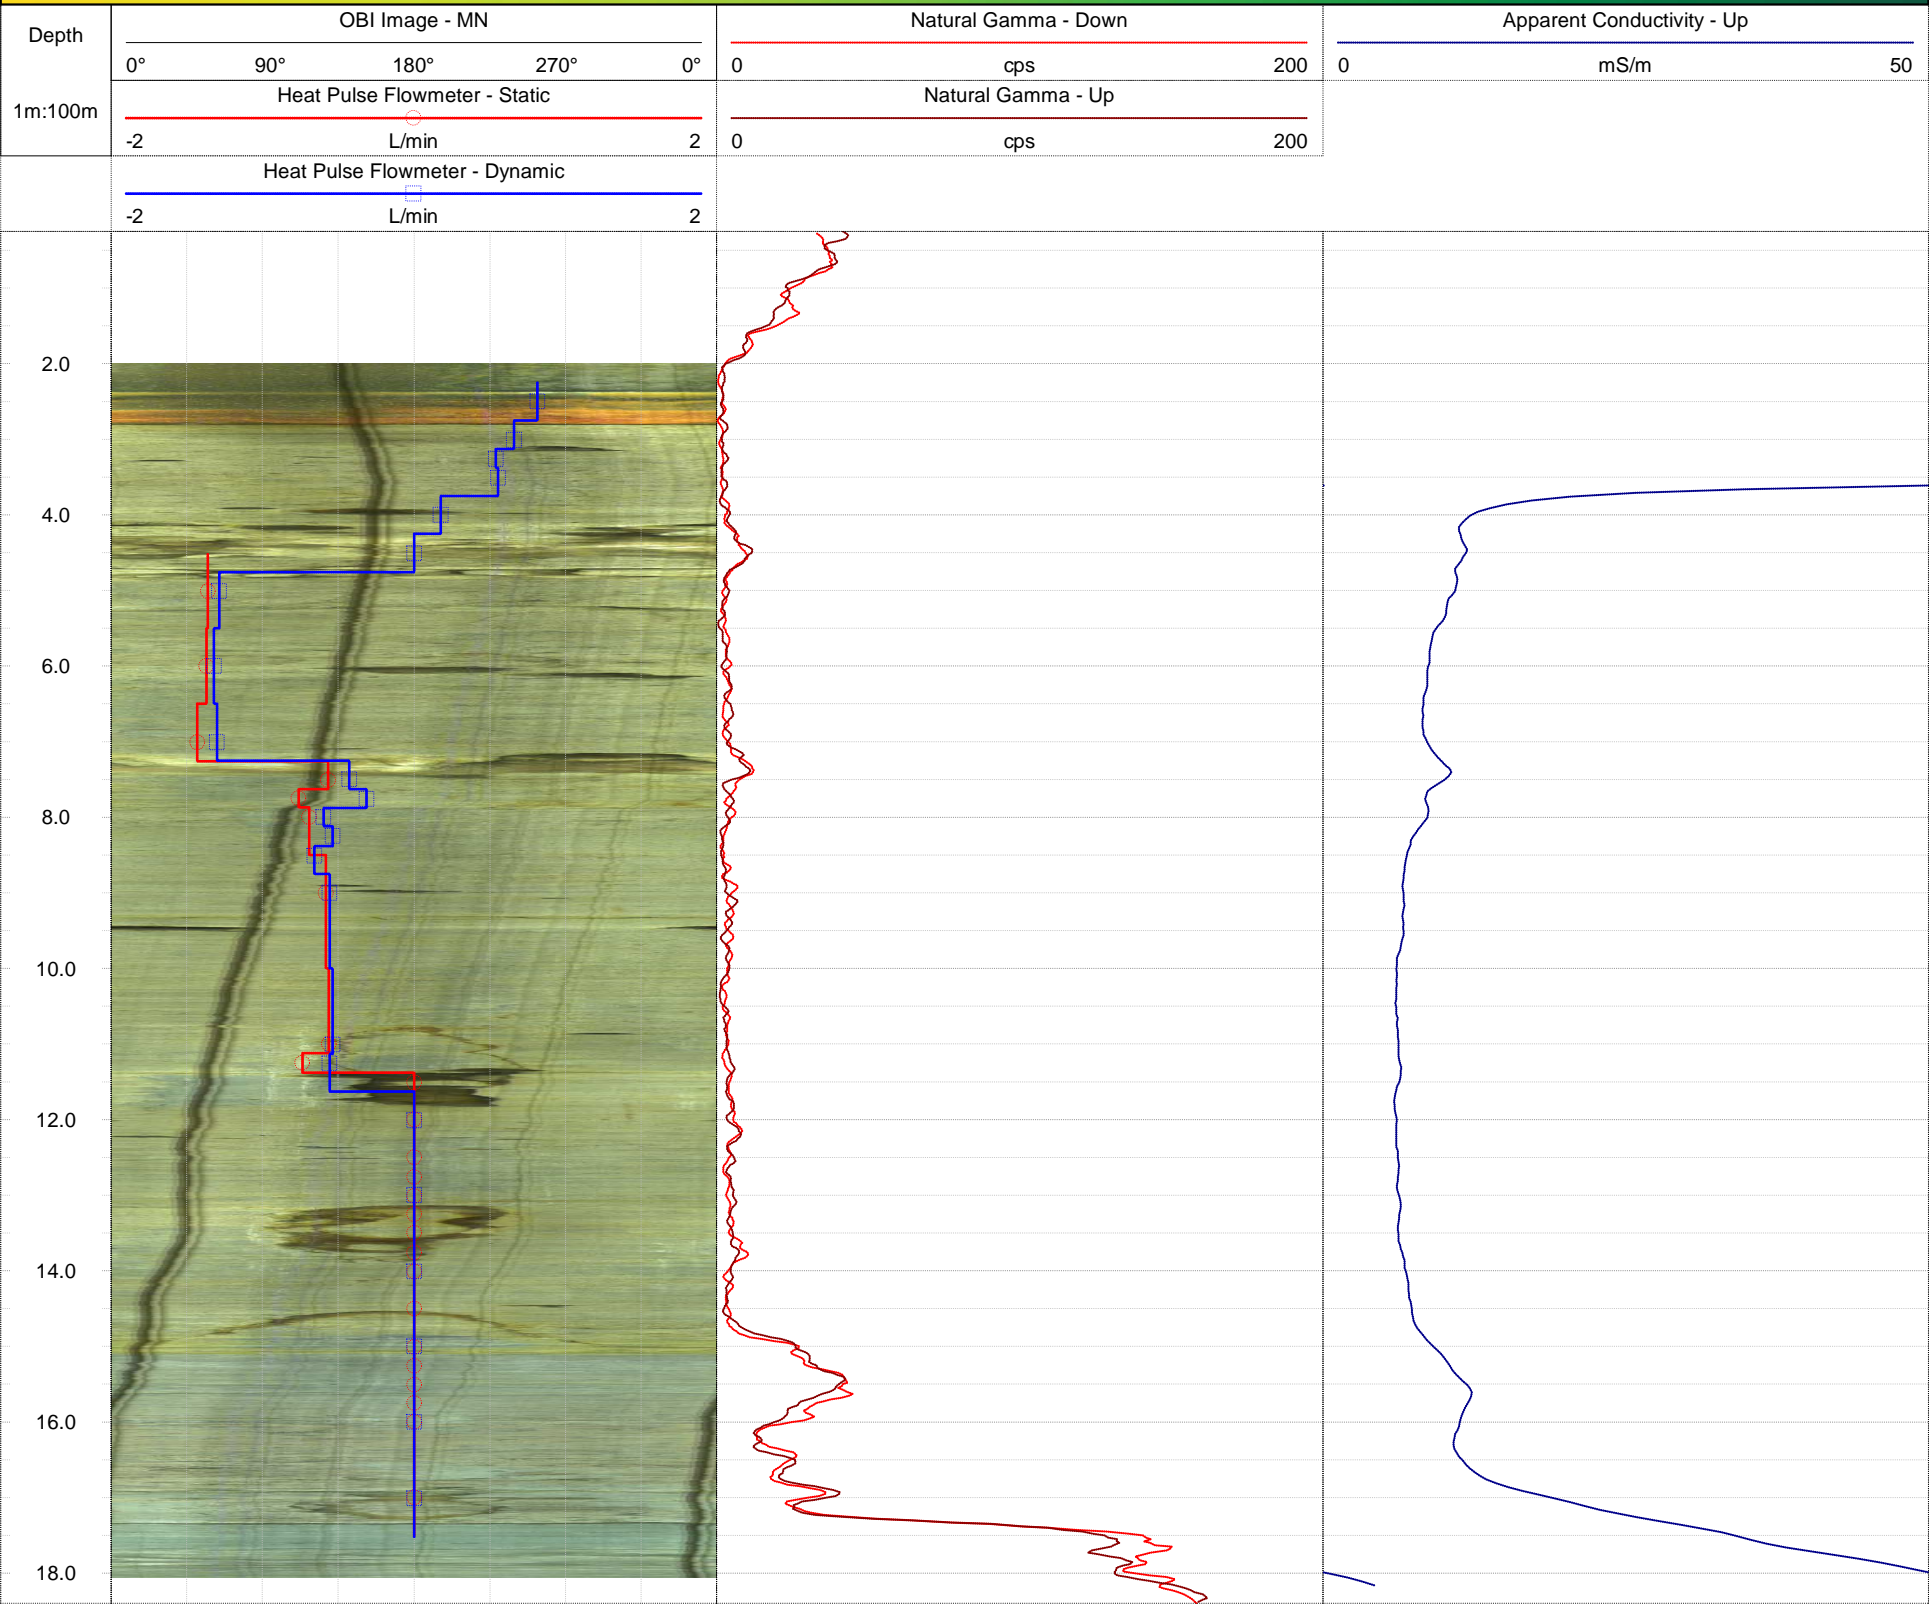 Depth
1m:100m
OBI Image - MN
0° 90° 180° 270° 0°
Heat Pulse Flowmeter - Static
-2 L/min 2
Heat Pulse Flowmeter - Dynamic
-2 L/min 2
Natural Gamma - Down
0 cps 200
Natural Gamma - Up
0 cps 200
Apparent Conductivity - Up
0 mS/m 50
2.0
4.0
6.0
8.0
10.0
12.0
14.0
16.0
18.0